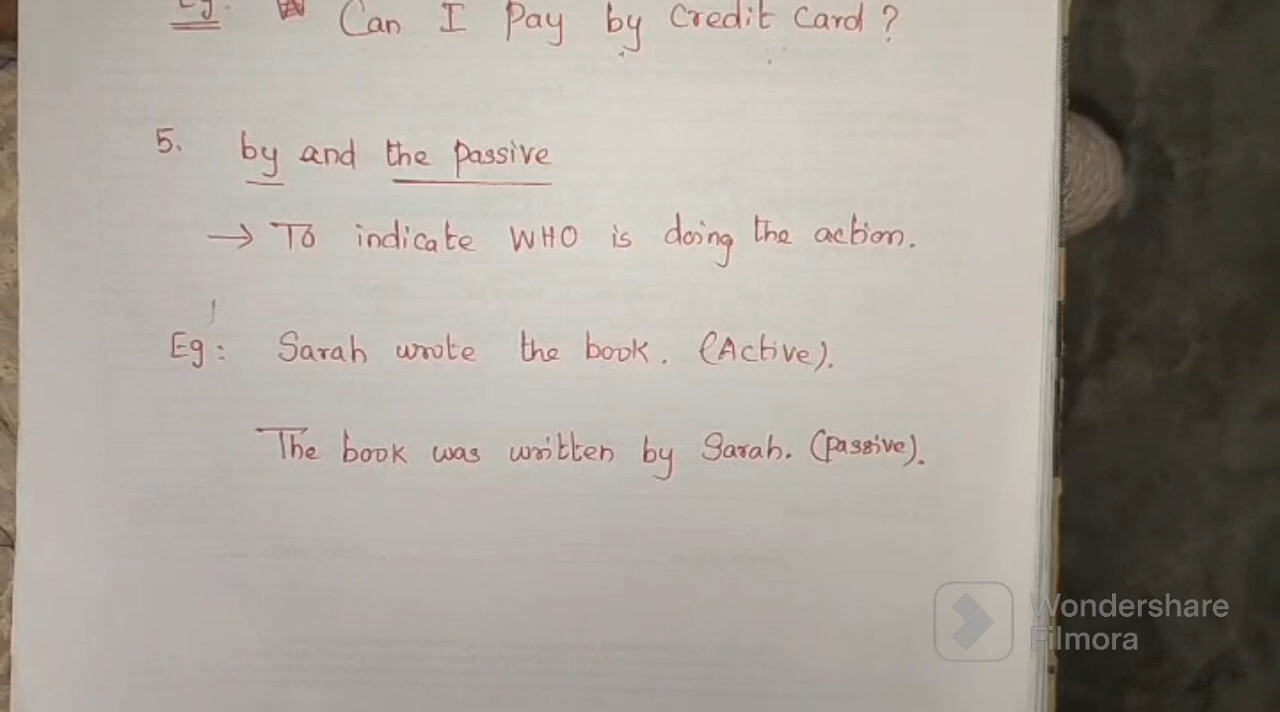 Eg: Can I Pay by Credit Card ?
5. by and the passive
→ To indicate WHO is doing the action.
Eg : Sarah wrote the book. (Active).
The book was written by Sarah. (passive).
Wondershare
Filmora